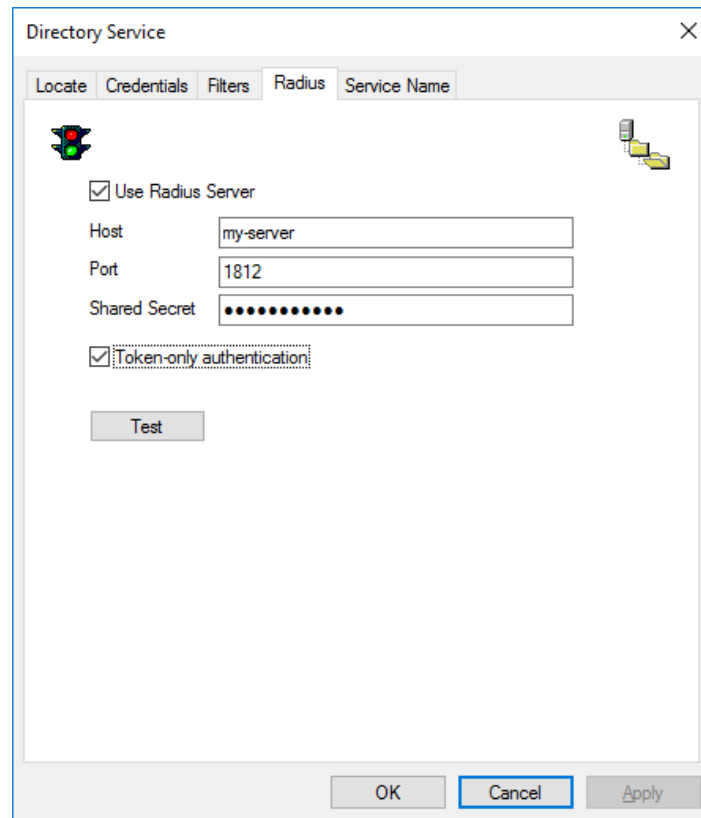 Directory Service
Locate Credentials Filters Radius Service Name
Use Radius Server
Host my-server
Port 1812
Shared Secret •••••••••••
Token-only authentication
Test
OK Cancel Apply